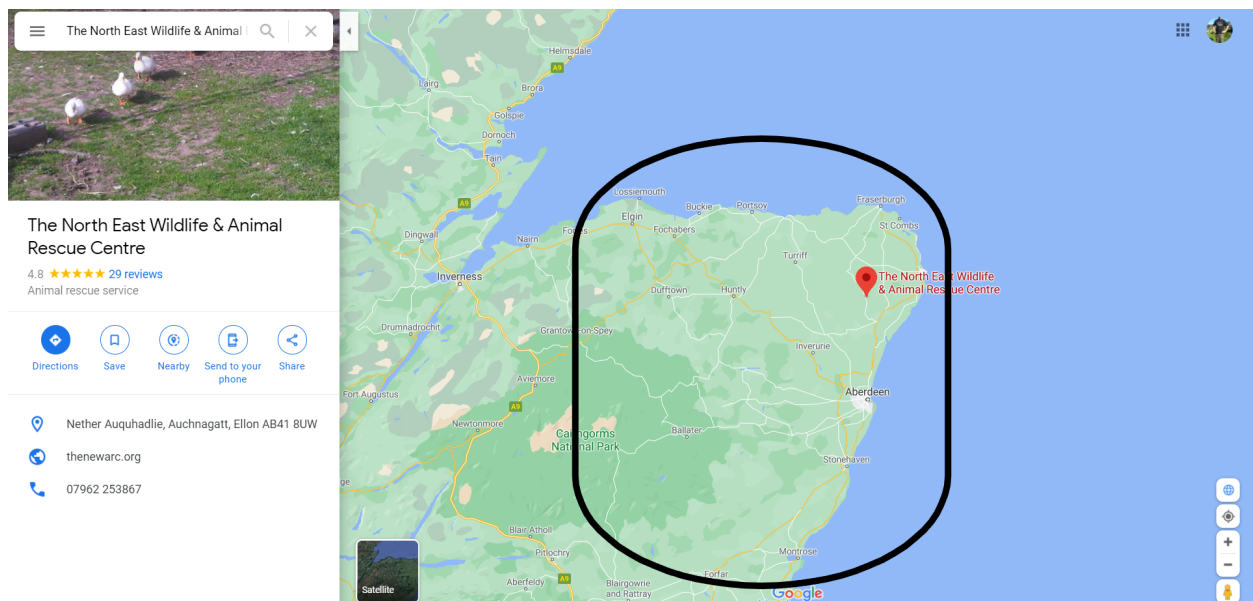 The North East Wildlife & Animal
The North East Wildlife & Animal
Rescue Centre
4.8 ★★★★★ 29 reviews
Animal rescue service
Directions
Save
Nearby
Send to your
phone
Share
Nether Auquhadlie, Auchnagatt, Ellon AB41 8UW
thenewarc.org
07962 253867
Helmsdale
A9
Lairg
Brora
Golspie
Dornoch
Tain
A9
Lossiemouth
Elgin
Buckie
Portsoy
Fraserburgh
St Combs
Dingwall
Nairn
Fochabers
Turriff
Inverness
The North East Wildlife
& Animal Rescue Centre
Dufftown
Huntly
Drumnadrochit
Grantown-on-Spey
Inverurie
Aviemore
Aberdeen
Fort Augustus
A9
Newtonmore
Cairngorms
National Park
Ballater
Stonehaven
Blair Atholl
Pitlochry
Montrose
Aberfeldy
A9
Blairgowrie
and Rattray
Forfar
Satellite
Google